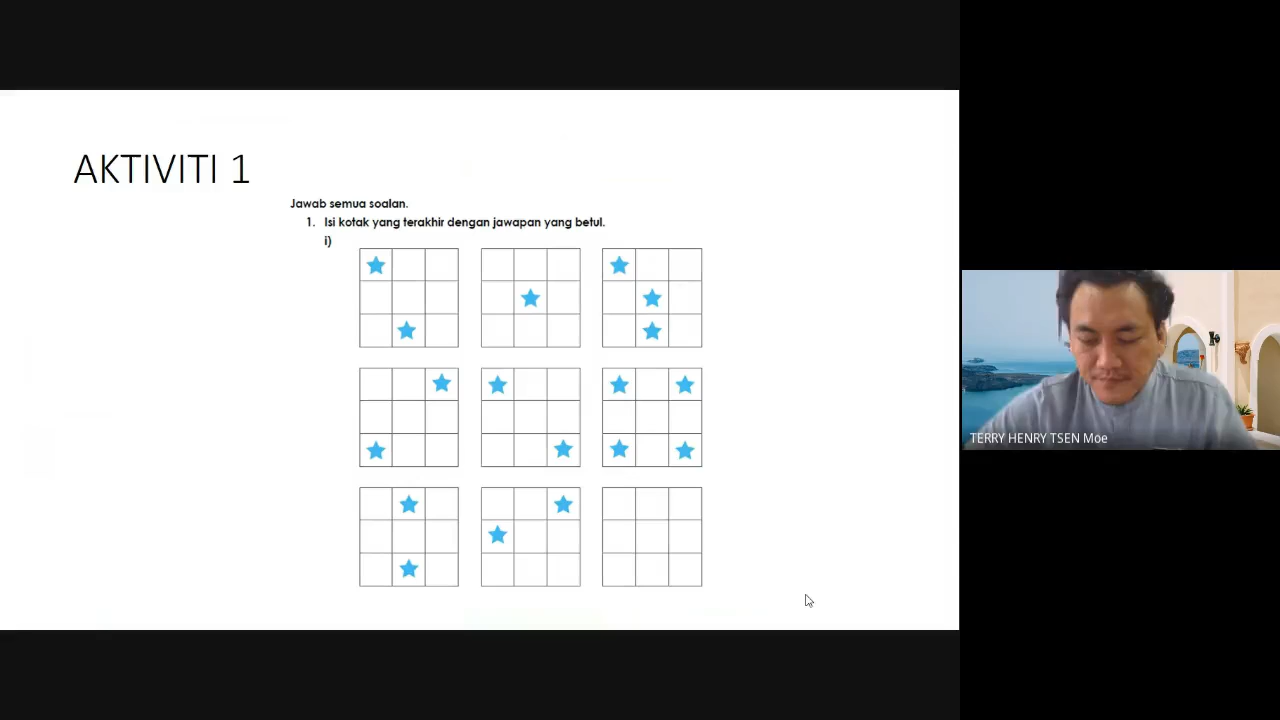 AKTIVITI 1
Jawab semua soalan.
1. Isi kotak yang terakhir dengan jawapan yang betul.
i)
TERRY HENRY TSEN Moe